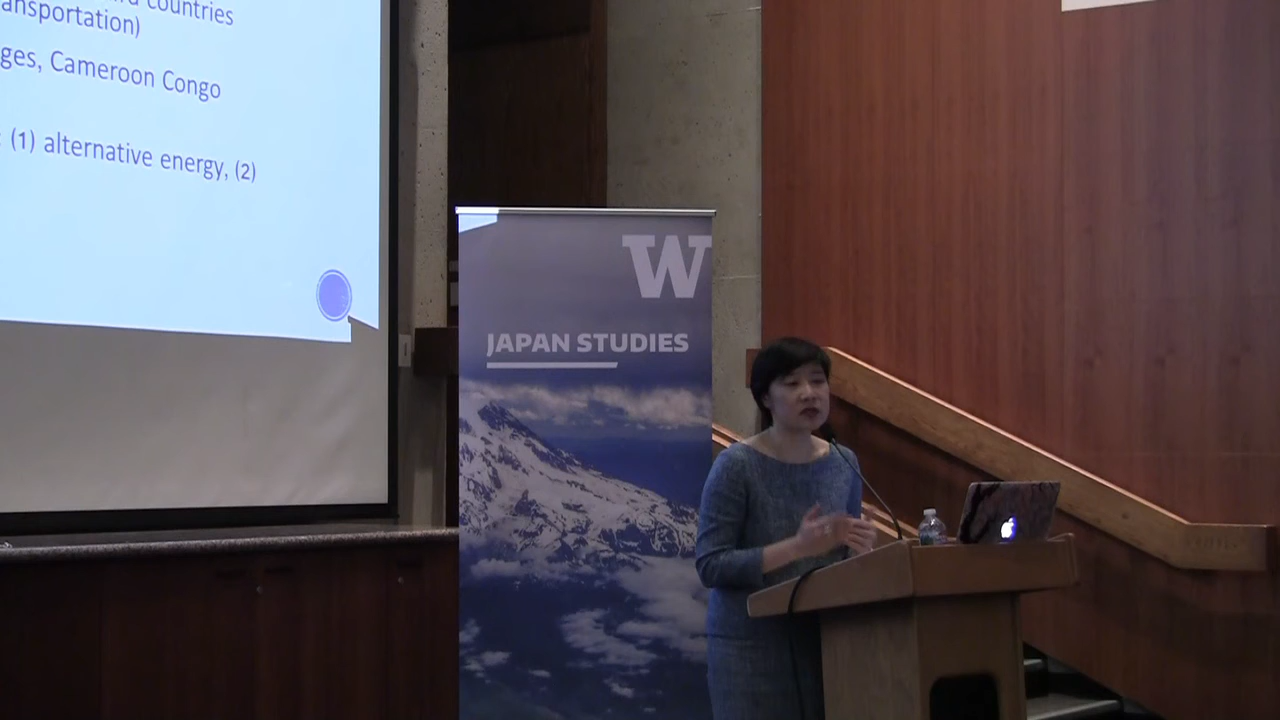 countries
ansportation)
ges, Cameroon Congo
(1) alternative energy, (2)
W
JAPAN STUDIES